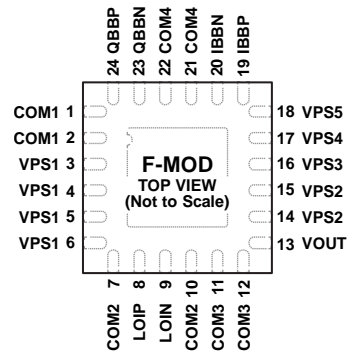 24 QBBP
23 QBBN
22 COM4
21 COM4
20 IBBN
19 IBBP
COM1 1
COM1 2
VPS1 3
VPS1 4
VPS1 5
VPS1 6
F-MOD
TOP VIEW
(Not to Scale)
18 VPS5
17 VPS4
16 VPS3
15 VPS2
14 VPS2
13 VOUT
COM2 7
LOIP 8
LOIN 9
COM2 10
COM3 11
COM3 12